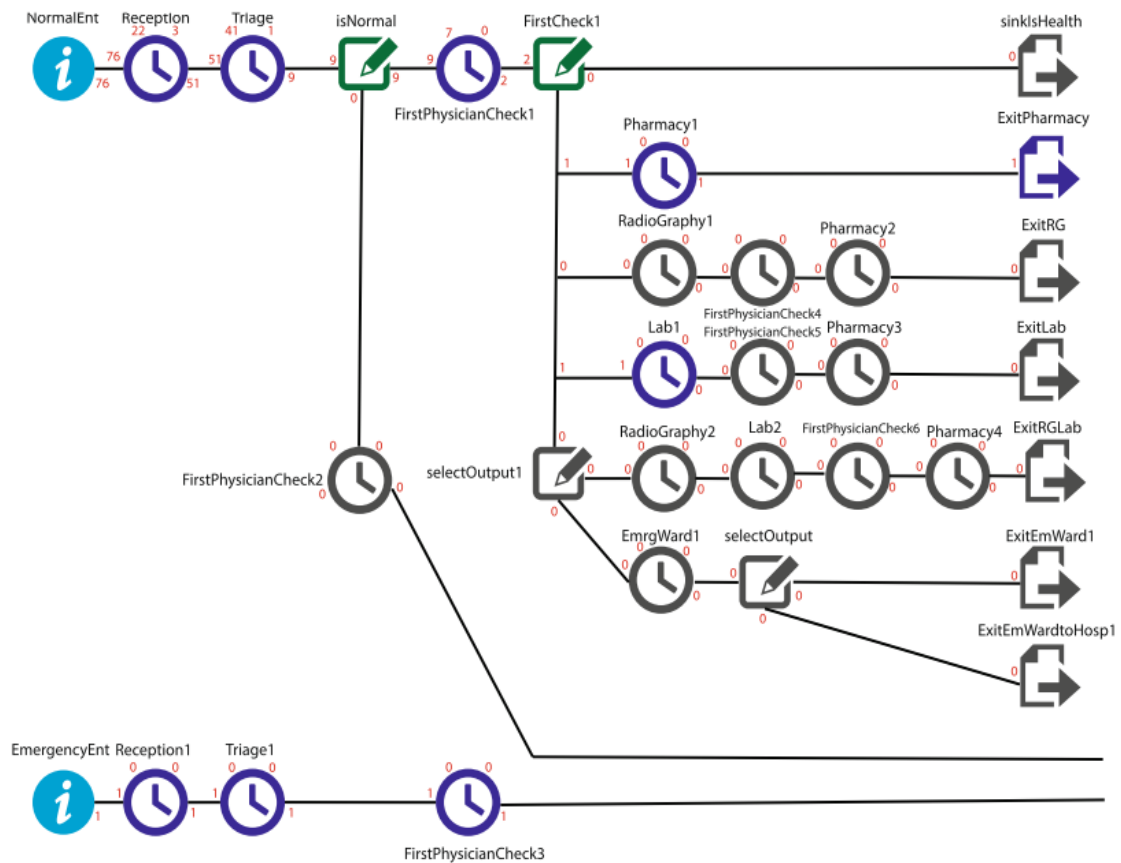 NormalEnt Reception Triage isNormal FirstCheck1 sinkIsHealth
22 3 41 1 7 0
76 51 9 9 2 0
76 51 9 9 2 0
0
FirstPhysicianCheck1
ExitPharmacy
Pharmacy1
0 0
1 1 1 1
RadioGraphy1 Pharmacy2 ExitRG
0 0 0 0 0 0
0 0 0 0 0
0 0 0
FirstPhysicianCheck4
FirstPhysicianCheck5
Lab1 Pharmacy3 ExitLab
0 0 0 0 0 0
1 1 0 0 0
0 0 0
RadioGraphy2 Lab2 FirstPhysicianCheck6 Pharmacy4 ExitRGLab
0 0 0 0 0 0 0 0 0
selectOutput1
0 0 0 0 0 0
0 0 0 0 0
FirstPhysicianCheck2
0 0
0 0
EmrgWard1 selectOutput ExitEmWard1
0 0
0 0 0
0 0
0
ExitEmWardtoHosp1
0
EmergencyEnt Reception1 Triage1
0 0 0 0 0 0
1 1 1
1 1 1 1
FirstPhysicianCheck3